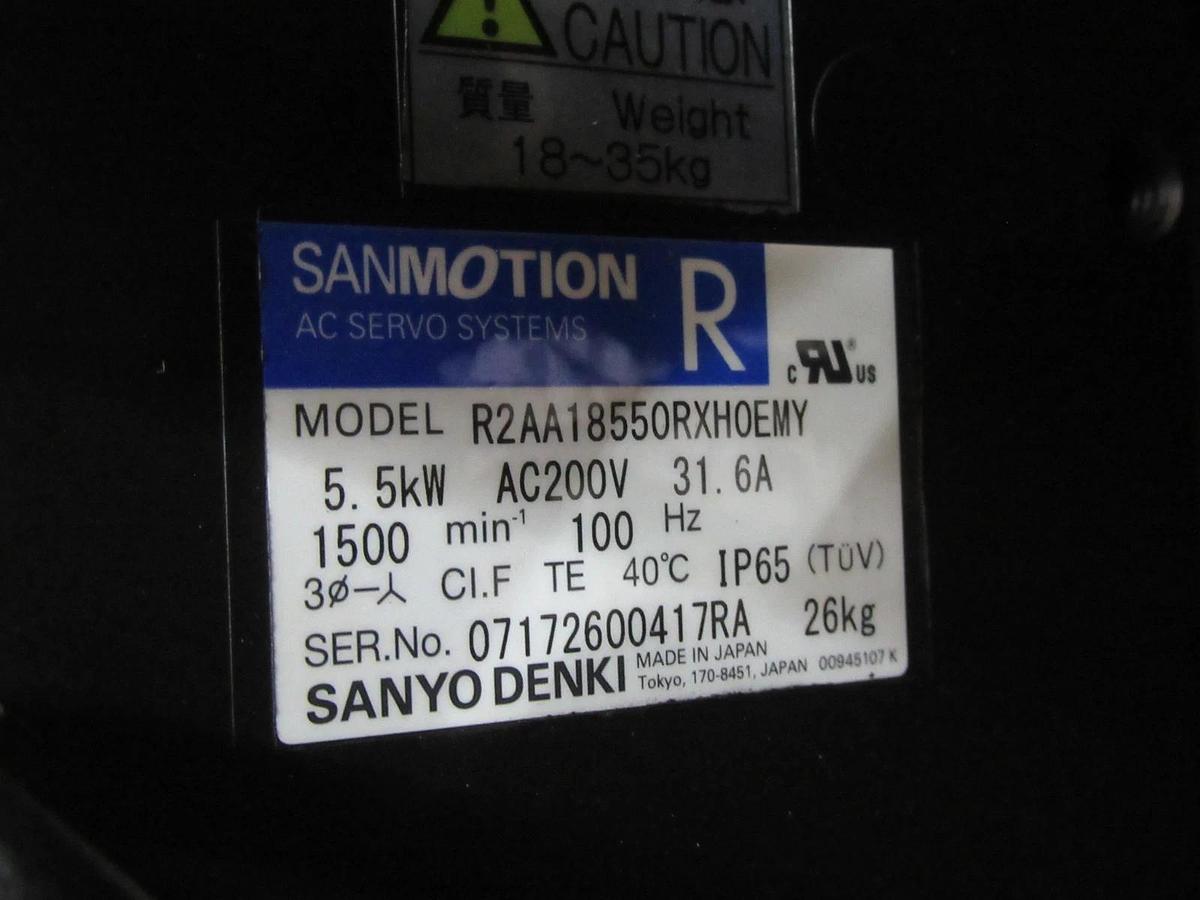 CAUTION
質量 Weight
18~35kg
SANMOTION R
AC SERVO SYSTEMS
c RU ® US
MODEL R2AA18550RXH0EMY
5.5kW AC200V 31.6A
1500 min-1 100 Hz
3ø-人 CI.F TE 40℃ IP65 (TÜV)
SER.No. 07172600417RA 26kg
SANYO DENKI MADE IN JAPAN
Tokyo, 170-8451, JAPAN 00945107 K